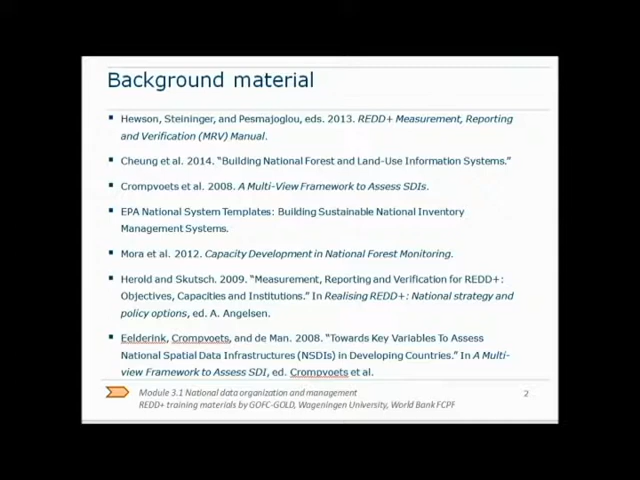 Background material
▪ Hewson, Steininger, and Pesmajoglou, eds. 2013. REDD+ Measurement, Reporting
and Verification (MRV) Manual.
▪ Cheung et al. 2014. “Building National Forest and Land-Use Information Systems.”
▪ Crompvoets et al. 2008. A Multi-View Framework to Assess SDIs.
▪ EPA National System Templates: Building Sustainable National Inventory
Management Systems.
▪ Mora et al. 2012. Capacity Development in National Forest Monitoring.
▪ Herold and Skutsch. 2009. “Measurement, Reporting and Verification for REDD+:
Objectives, Capacities and Institutions.” In Realising REDD+: National strategy and
policy options, ed. A. Angelsen.
▪ Eelderink, Crompvoets, and de Man. 2008. “Towards Key Variables To Assess
National Spatial Data Infrastructures (NSDIs) in Developing Countries.” In A Multi-
view Framework to Assess SDI, ed. Crompvoets et al.
Module 3.1 National data organization and management
REDD+ training materials by GOFC-GOLD, Wageningen University, World Bank FCPF
2